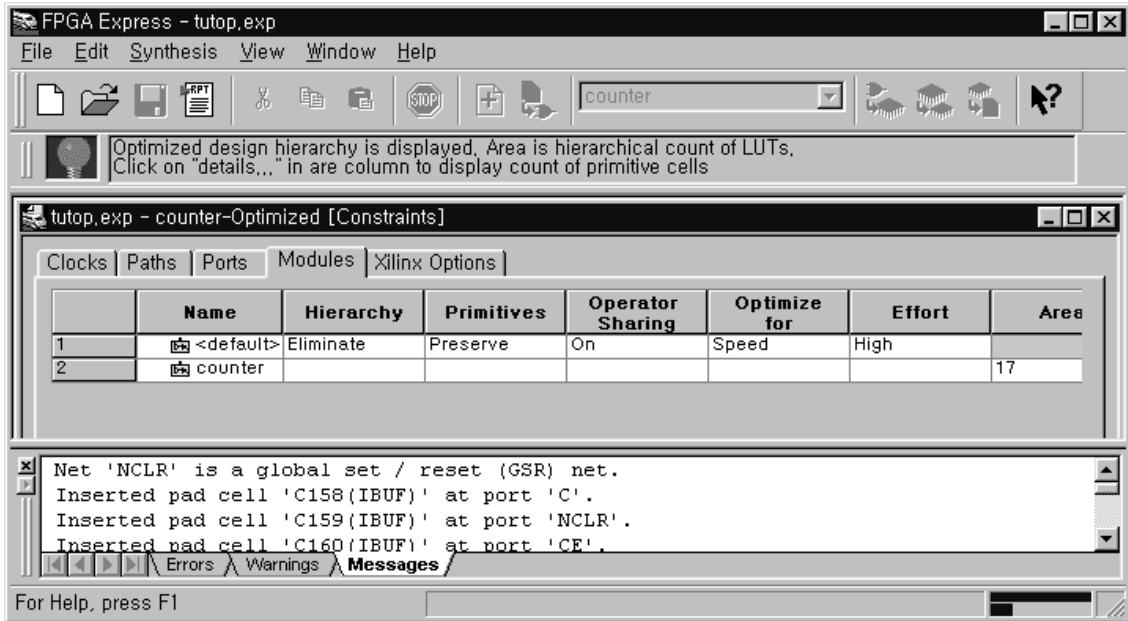 FPGA Express - tutop,exp
File Edit Synthesis View Window Help
RPT STOP counter ?
Optimized design hierarchy is displayed, Area is hierarchical count of LUTs,
Click on "details,,," in are column to display count of primitive cells
tutop,exp - counter-Optimized [Constraints]
Clocks Paths Ports Modules Xilinx Options
Name Hierarchy Primitives Operator Sharing Optimize for Effort Area
1 <default> Eliminate Preserve On Speed High
2 counter 17
Net 'NCLR' is a global set / reset (GSR) net.
Inserted pad cell 'C158(IBUF)' at port 'C'.
Inserted pad cell 'C159(IBUF)' at port 'NCLR'.
Inserted pad cell 'C160(IBUF)' at port 'CE'.
Errors Warnings Messages
For Help, press F1